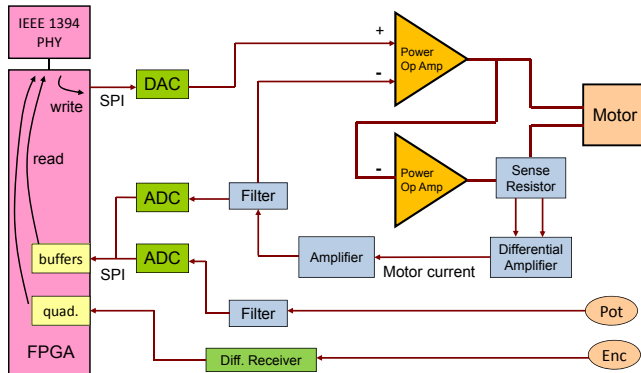 IEEE 1394
PHY
DAC
SPI
write
read
+
-
Power
Op Amp
Motor
-
Power
Op Amp
Sense
Resistor
ADC
Filter
buffers
SPI
ADC
Amplifier
Motor current
Differential
Amplifier
quad.
Filter
Pot
FPGA
Diff. Receiver
Enc